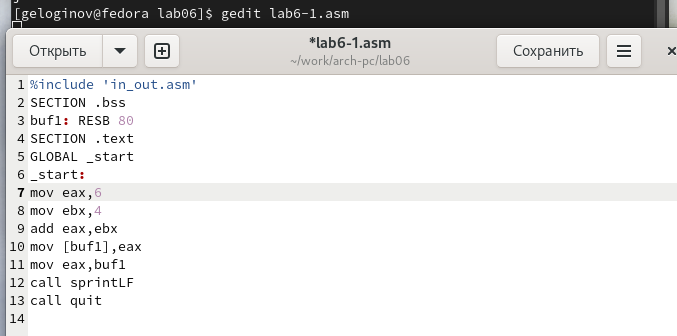 [geloginov@fedora lab06]$ gedit lab6-1.asm
Открыть
*lab6-1.asm
~/work/arch-pc/lab06
Сохранить
1 %include 'in_out.asm'
2 SECTION .bss
3 buf1: RESB 80
4 SECTION .text
5 GLOBAL _start
6 _start:
7 mov eax,6
8 mov ebx,4
9 add eax,ebx
10 mov [buf1],eax
11 mov eax,buf1
12 call sprintLF
13 call quit
14